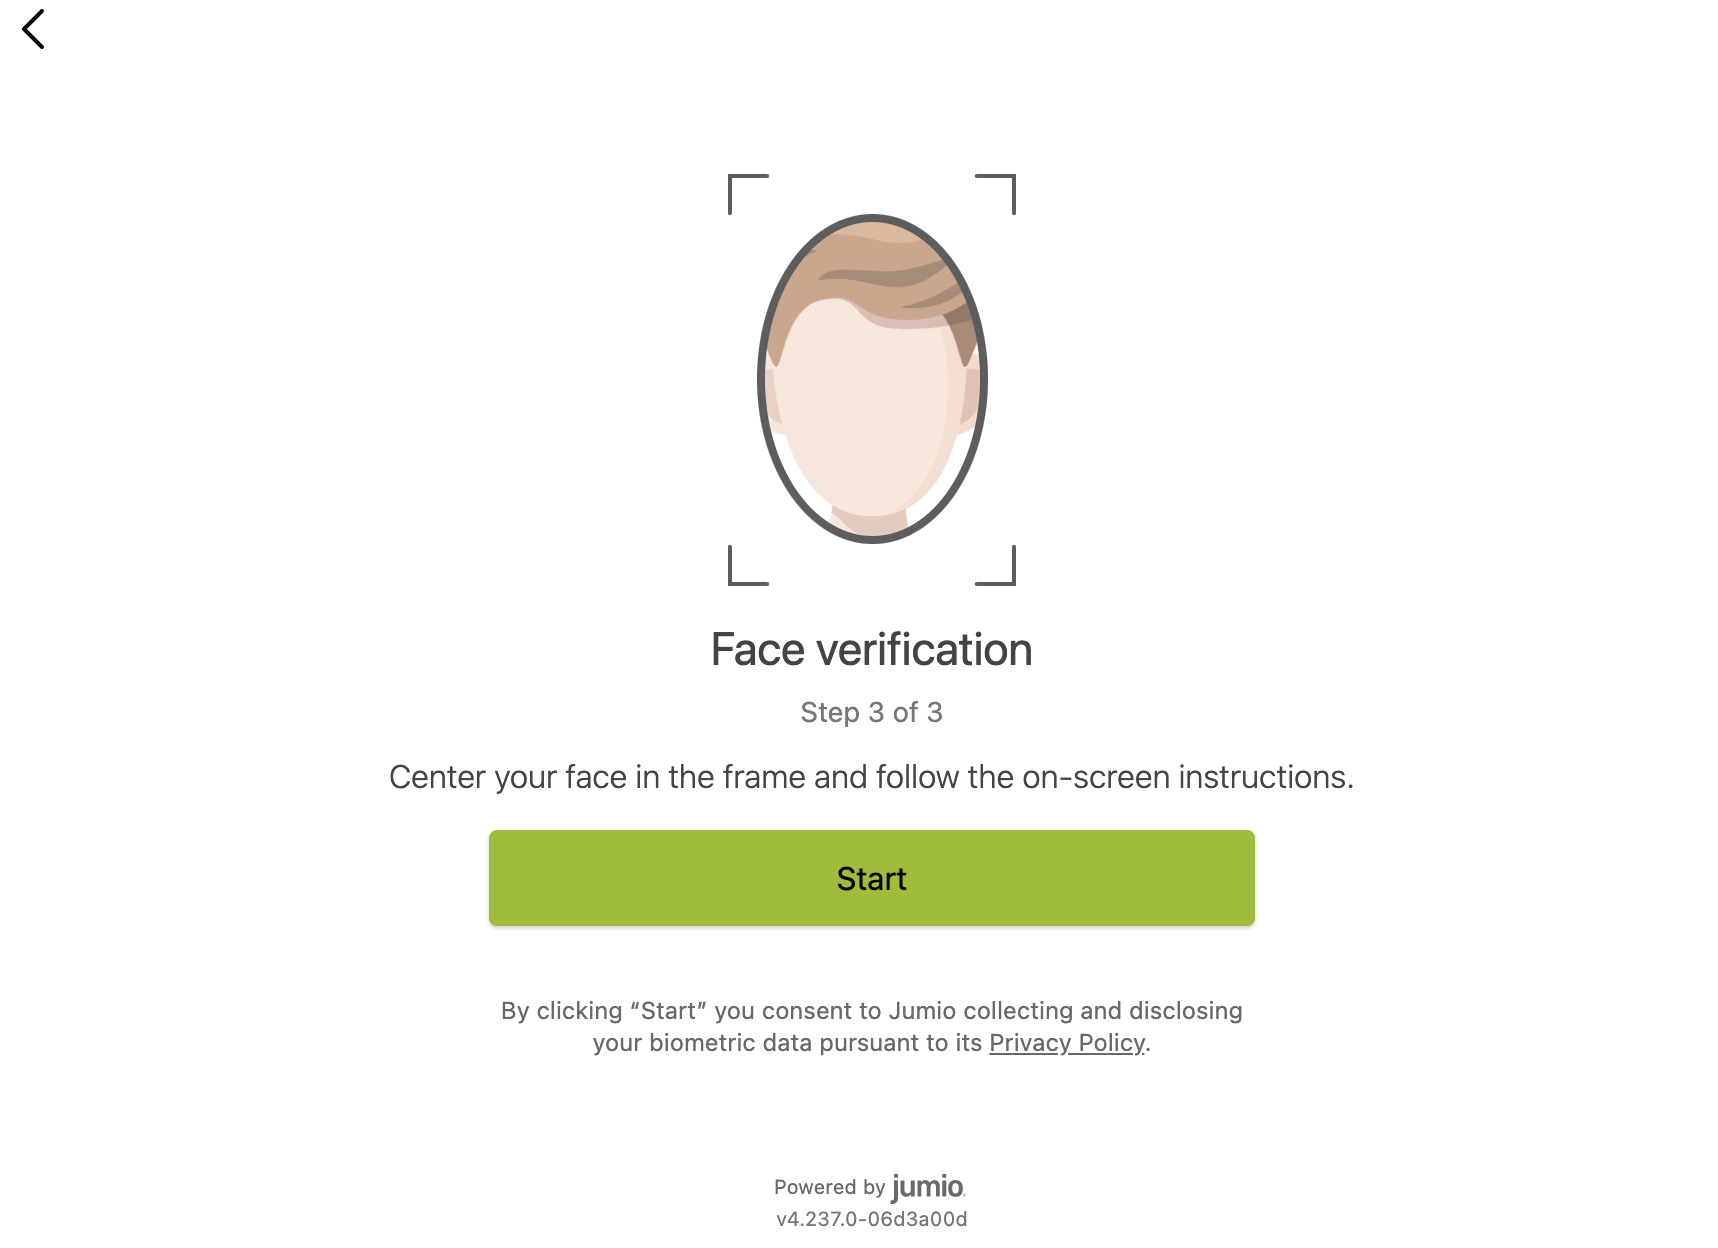 Face verification
Step 3 of 3
Center your face in the frame and follow the on-screen instructions.
Start
By clicking “Start” you consent to Jumio collecting and disclosing
your biometric data pursuant to its Privacy Policy.
Powered by jumio.
v4.237.0-06d3a00d